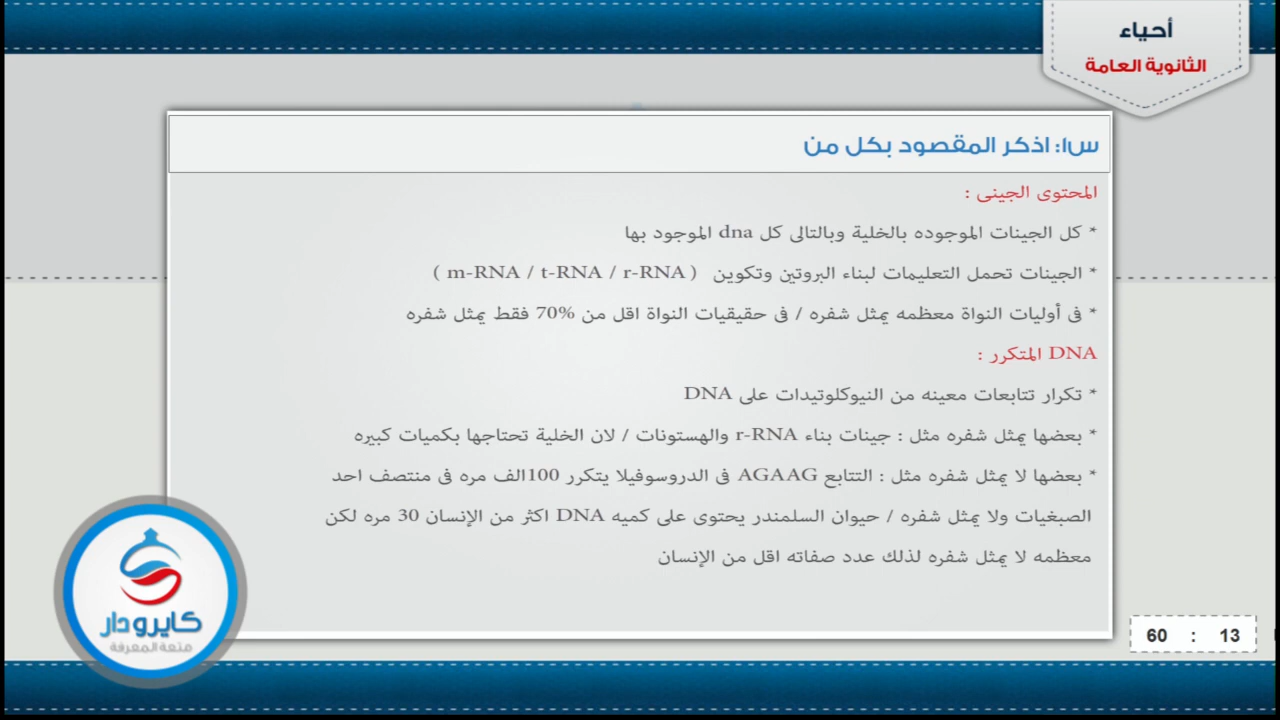 أحياء
الثانوية العامة
س١: اذكر المقصود بكل من
المحتوى الجينى :
* كل الجينات الموجوده بالخلية وبالتالى كل dna الموجود بها
* الجينات تحمل التعليمات لبناء البروتين وتكوين ( m-RNA / t-RNA / r-RNA )
* فى أوليات النواة معظمه يمثل شفره / فى حقيقيات النواة اقل من 70% فقط يمثل شفره
DNA المتكرر :
* تكرار تتابعات معينه من النيوكلوتيدات على DNA
* بعضها يمثل شفره مثل : جينات بناء r-RNA والهستونات / لان الخلية تحتاجها بكميات كبيره
* بعضها لا يمثل شفره مثل : التتابع AGAAG فى الدروسوفيلا يتكرر 100الف مره فى منتصف احد
الصبغيات ولا يمثل شفره / حيوان السلمندر يحتوى على كميه DNA اكثر من الإنسان 30 مره لكن
معظمه لا يمثل شفره لذلك عدد صفاته اقل من الإنسان
كايرودار
متعة المعرفة
60 : 13